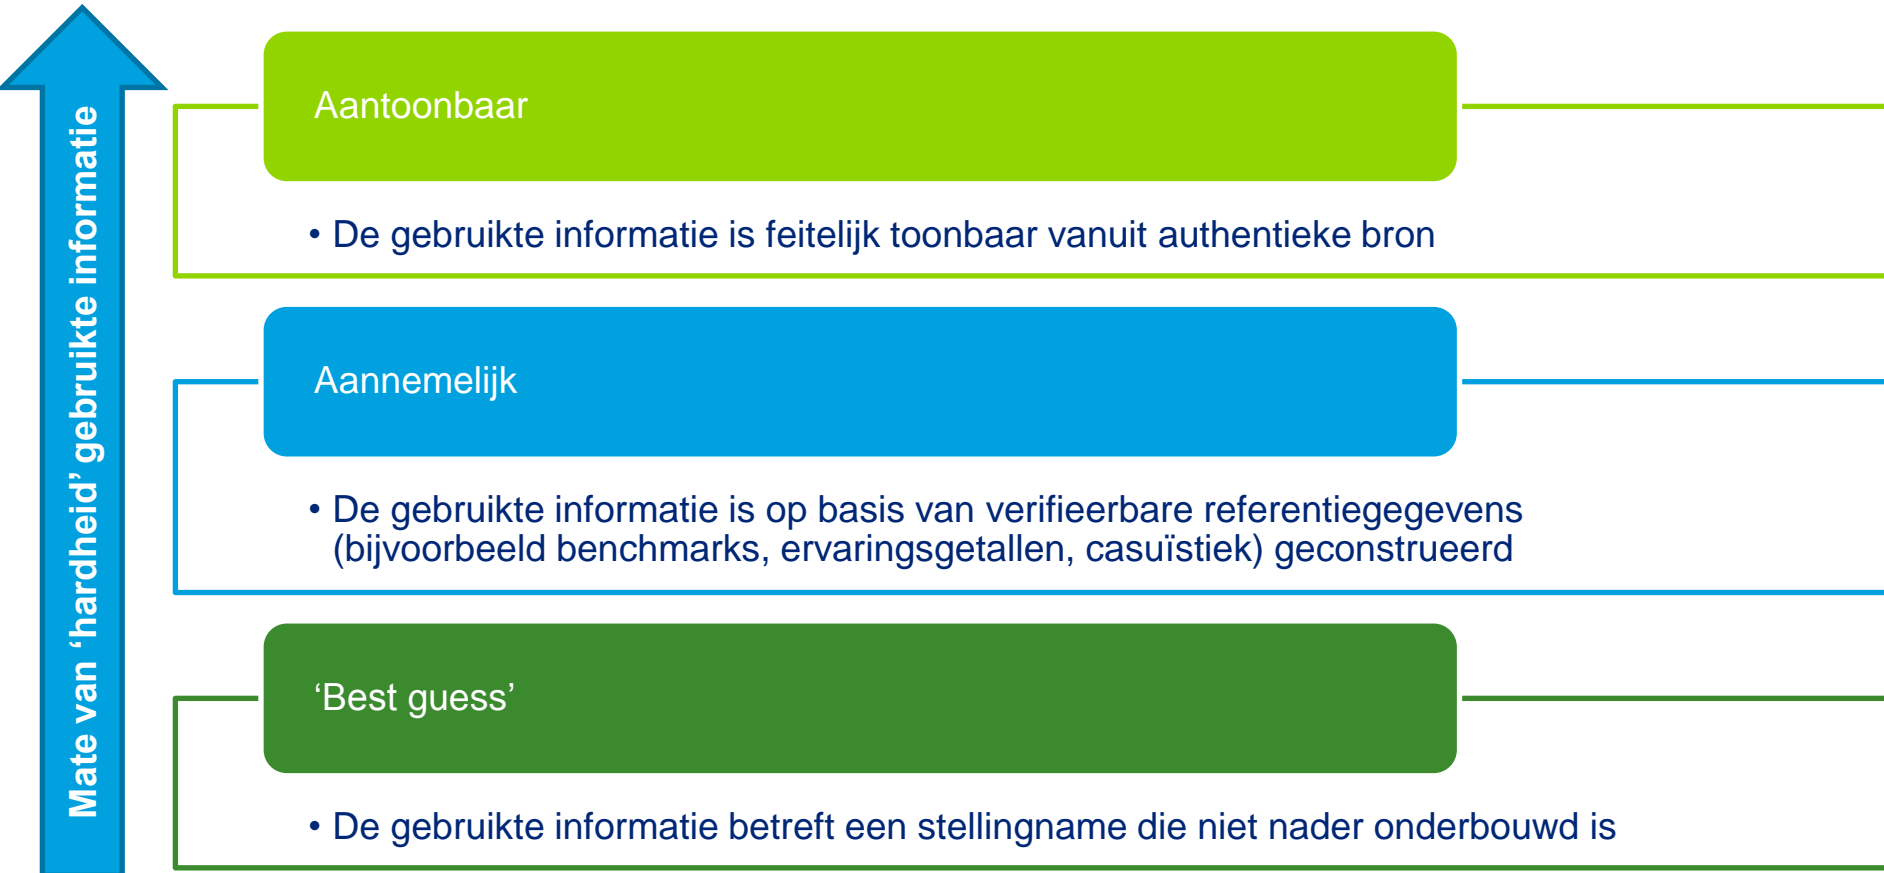 Mate van ‘hardheid’ gebruikte informatie
Aantoonbaar
• De gebruikte informatie is feitelijk toonbaar vanuit authentieke bron
Aannemelijk
• De gebruikte informatie is op basis van verifieerbare referentiegegevens
(bijvoorbeeld benchmarks, ervaringsgetallen, casuïstiek) geconstrueerd
‘Best guess’
• De gebruikte informatie betreft een stellingname die niet nader onderbouwd is